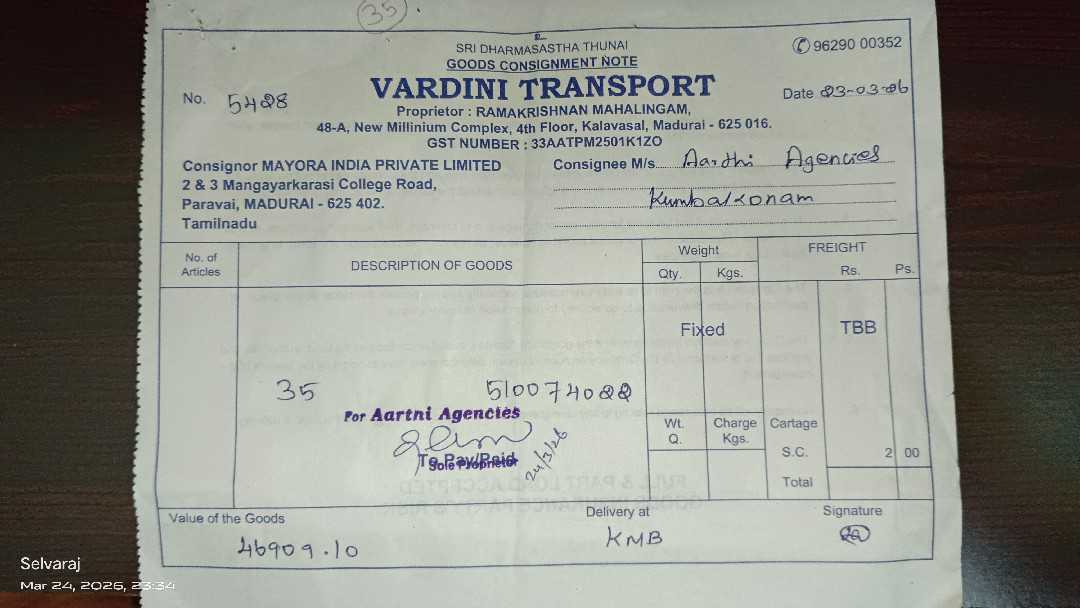 35
SRI DHARMASASTHA THUNAI
GOODS CONSIGNMENT NOTE
✆ 96290 00352
VARDINI TRANSPORT
No. 5428
Date 23-03-26
Proprietor : RAMAKRISHNAN MAHALINGAM,
48-A, New Millinium Complex, 4th Floor, Kalavasal, Madurai - 625 016.
GST NUMBER : 33AATPM2501K1ZO
Consignor MAYORA INDIA PRIVATE LIMITED
2 & 3 Mangayarkarasi College Road,
Paravai, MADURAI - 625 402.
Tamilnadu
Consignee M/s. Aarthi Agencies
Kumbalkonam
No. of Articles
DESCRIPTION OF GOODS
Weight
Qty. Kgs.
FREIGHT
Rs. Ps.
Fixed
TBB
35 510074022
For Aartni Agencies
To Pay/Paid
Sole Proprietor
24/3/26
Wt. Q.
Charge Kgs.
Cartage
S.C. 2 00
Total
Value of the Goods
46909.10
Delivery at
KMB
Signature
Selvaraj
Mar 24, 2026, 23:34